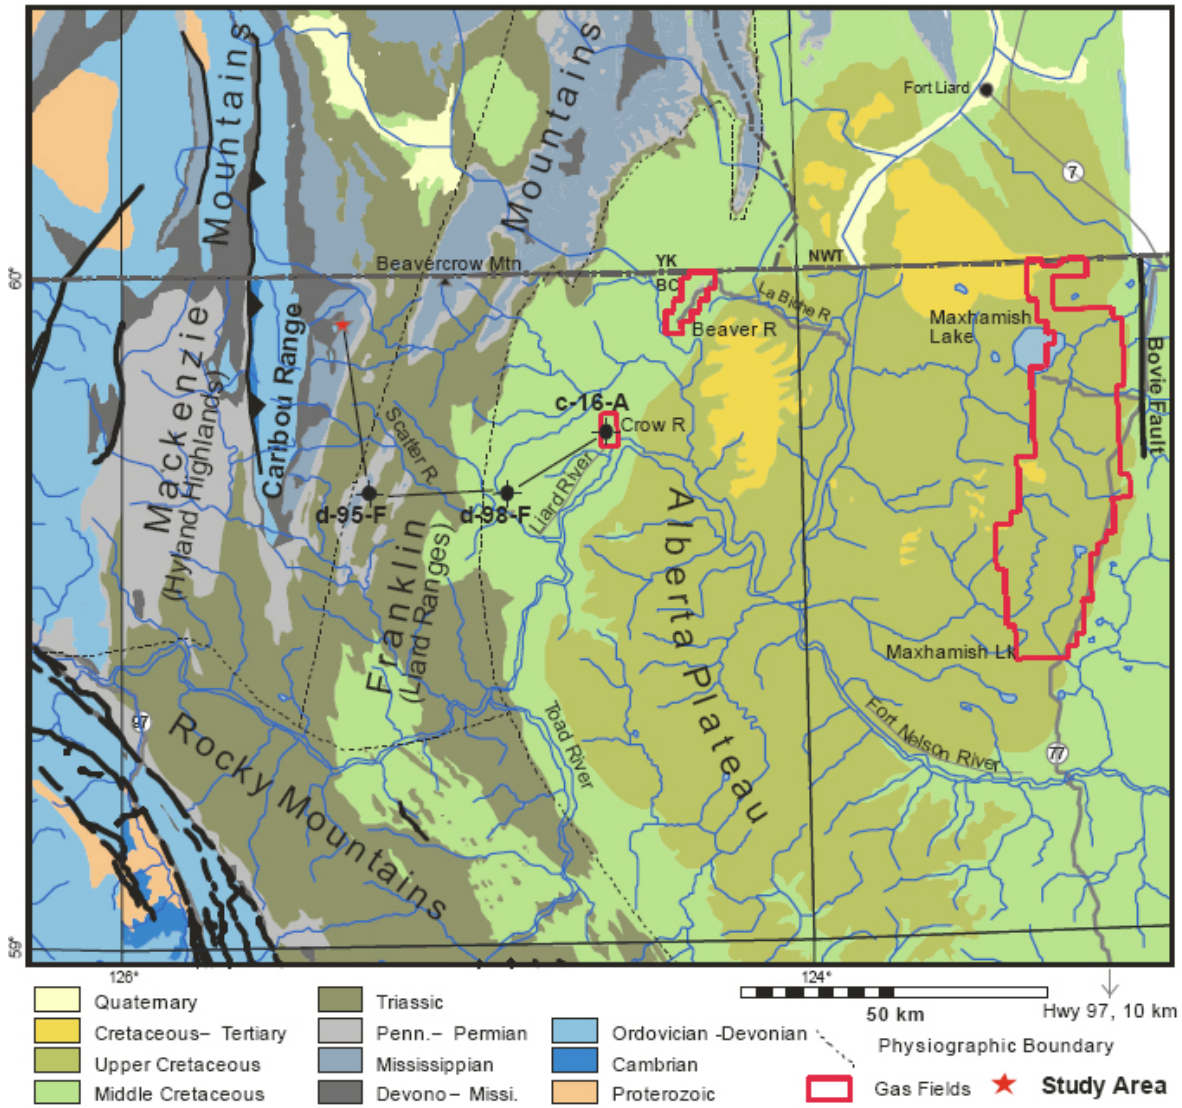 Mountains
Mountains
Fort Liard
7
60°
Beavercrow Mtn
YK
BC
NWT
La Biche R
Beaver R
Maxhamish
Lake
Bovie Fault
Mackenzie
(Hyland Highlands)
Caribou Range
c-16-A
Crow R
Scatter R
d-95-F
d-98-F
Liard River
Franklin
(Liard Ranges)
Alberta Plateau
Maxhamish Lk
97
Rocky Mountains
Toad River
Fort Nelson River
77
59°
126°
124°
Quaternary
Cretaceous– Tertiary
Upper Cretaceous
Middle Cretaceous
Triassic
Penn.– Permian
Mississippian
Devono– Missi.
Ordovician -Devonian
Cambrian
Proterozoic
50 km
Hwy 97, 10 km
Physiographic Boundary
Gas Fields
Study Area